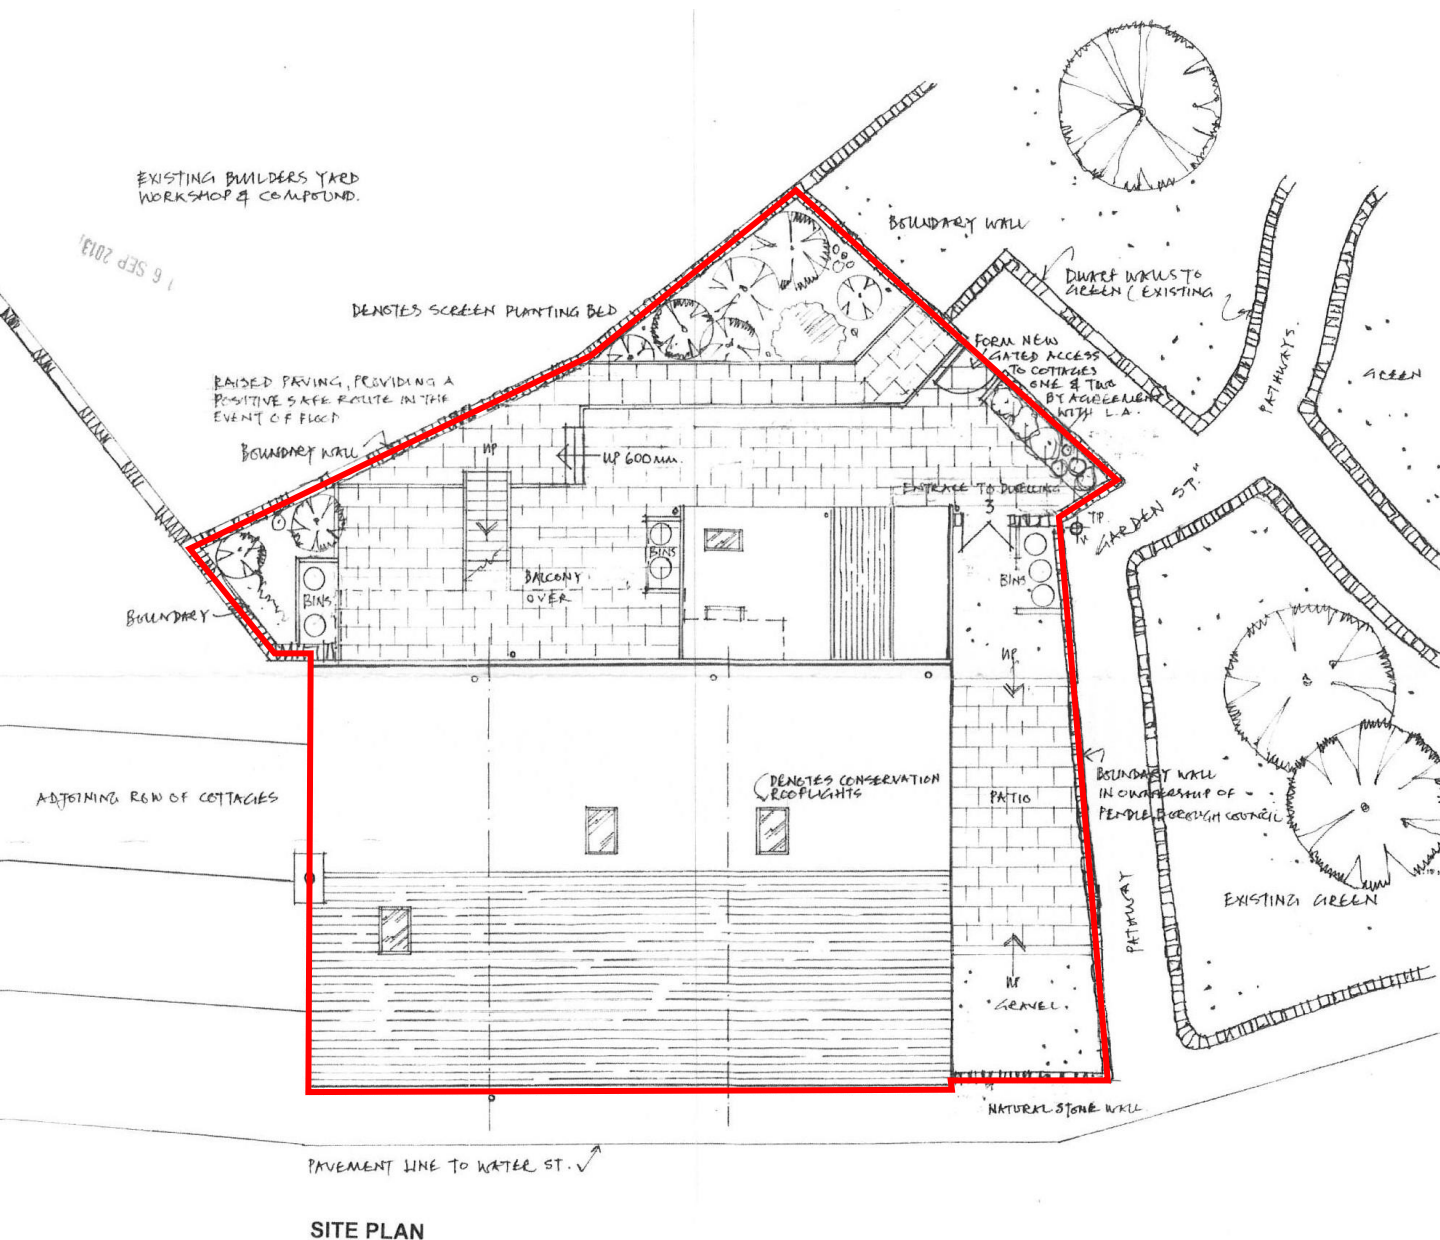 EXISTING BUILDERS YARD
WORKSHOP & COMPOUND.
16 SEP 2013
BOUNDARY WALL
DWARF WALLS TO
GREEN (EXISTING
DENOTES SCREEN PLANTING BED
FORM NEW
GATED ACCESS
TO COTTAGES
ONE & TWO
BY AGREEMENT
WITH L.A.
PATHWAYS.
GREEN
RAISED PAVING, PROVIDING A
POSITIVE SAFE ROUTE IN THE
EVENT OF FLOOD
BOUNDARY WALL
UP
UP 600mm.
ENTRACE TO DWELLING
3
TP.
GARDEN ST."
BINS
BALCONY
OVER
BINS
BINS
BOUNDARY
UP
DENOTES CONSERVATION
ROOFLIGHTS
PATIO
BOUNDARY WALL
IN OWNERSHIP OF
PENDLE BOROUGH COUNCIL
ADJOINING ROW OF COTTAGES
PATHWAY
EXISTING GREEN
UP
GRAVEL.
NATURAL STONE WALL
PAVEMENT LINE TO WATER ST.
SITE PLAN